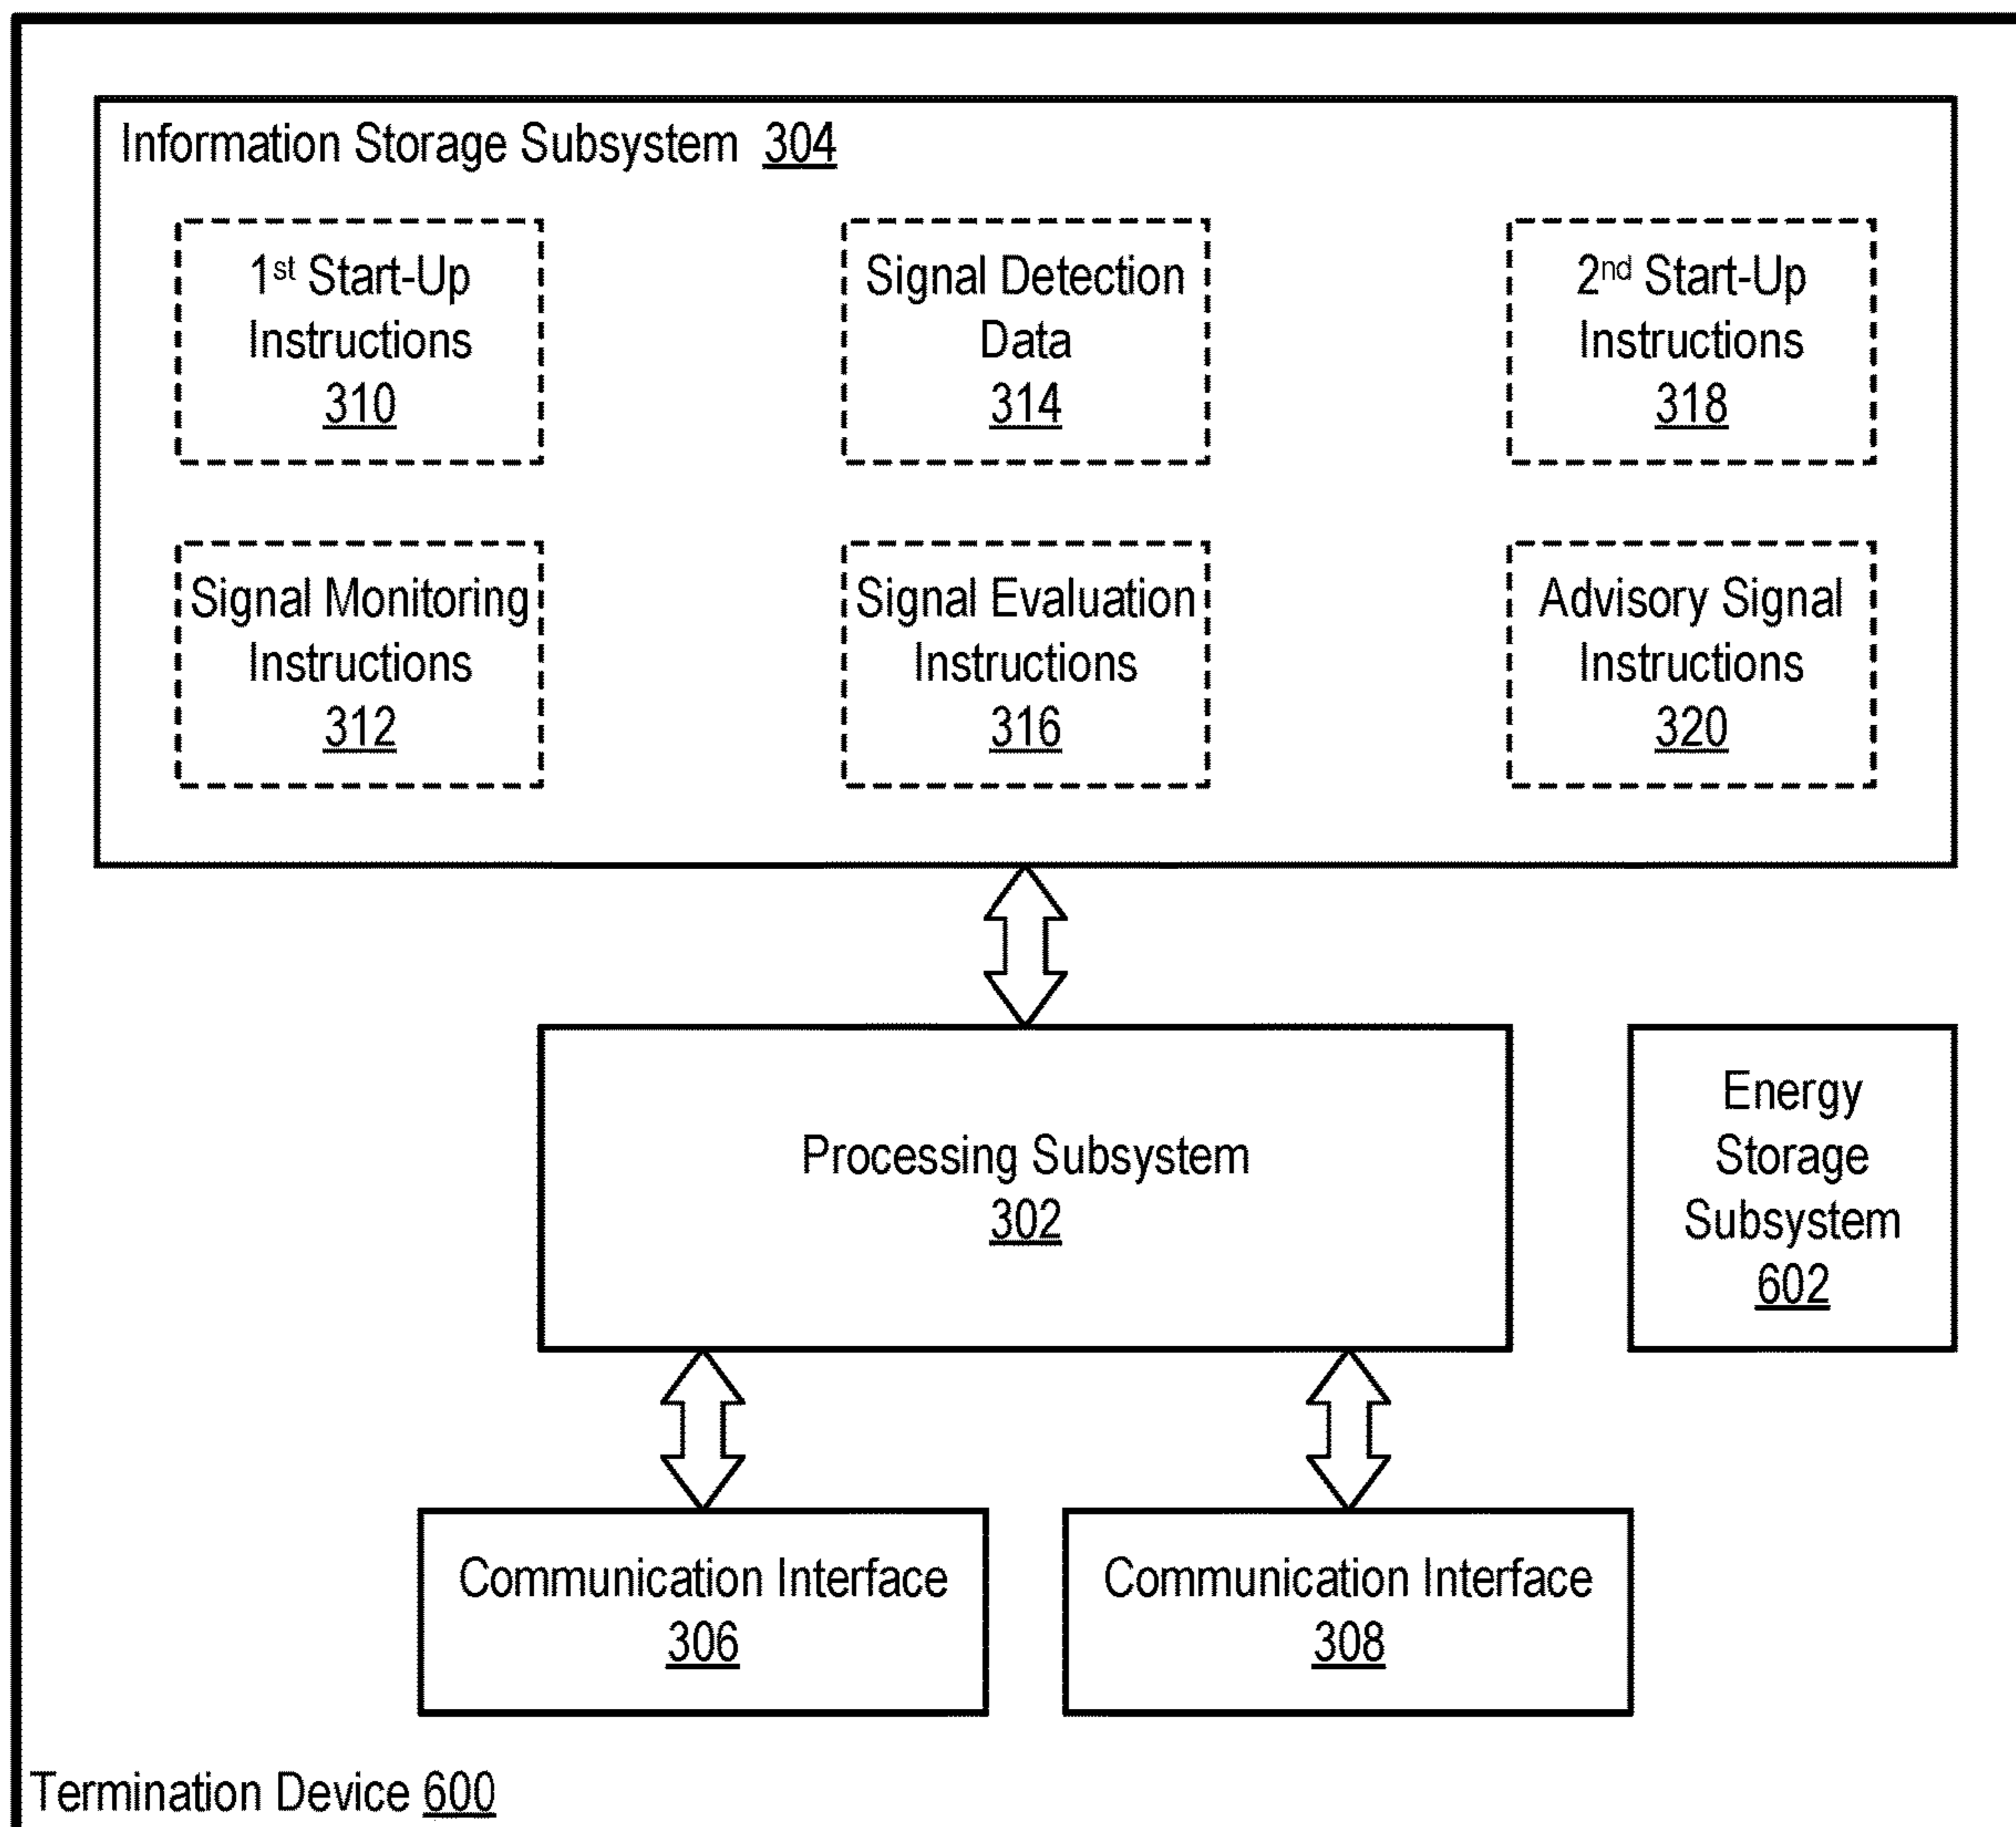 Information Storage Subsystem 304
1st Start-Up
Instructions
310
Signal Detection
Data
314
2nd Start-Up
Instructions
318
Signal Monitoring
Instructions
312
Signal Evaluation
Instructions
316
Advisory Signal
Instructions
320
Processing Subsystem
302
Energy
Storage
Subsystem
602
Communication Interface
306
Communication Interface
308
Termination Device 600